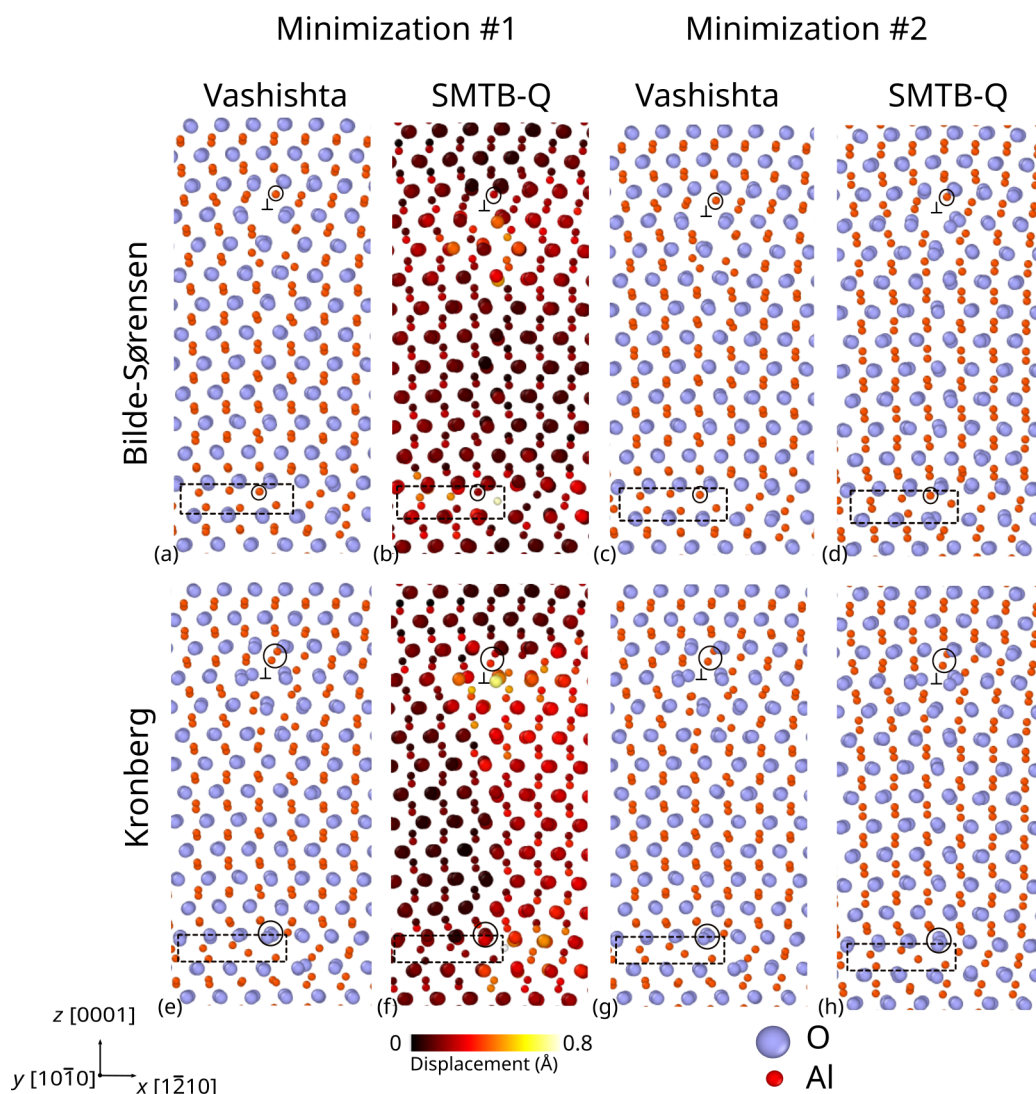 Minimization #1 Minimization #2
Vashishta SMTB-Q Vashishta SMTB-Q
Bilde-Sørensen
(a) (b) (c) (d)
Kronberg
(e) (f) (g) (h)
z [0001]
y [101̅0] x [12̅10]
0 0.8
Displacement (Å)
O
Al